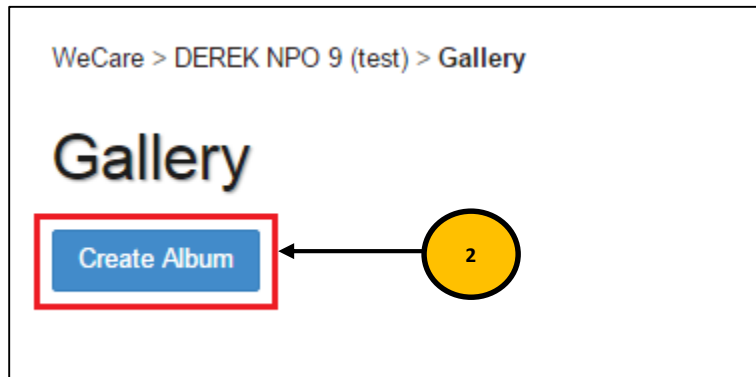 WeCare > DEREK NPO 9 (test) > Gallery
Gallery
Create Album
2